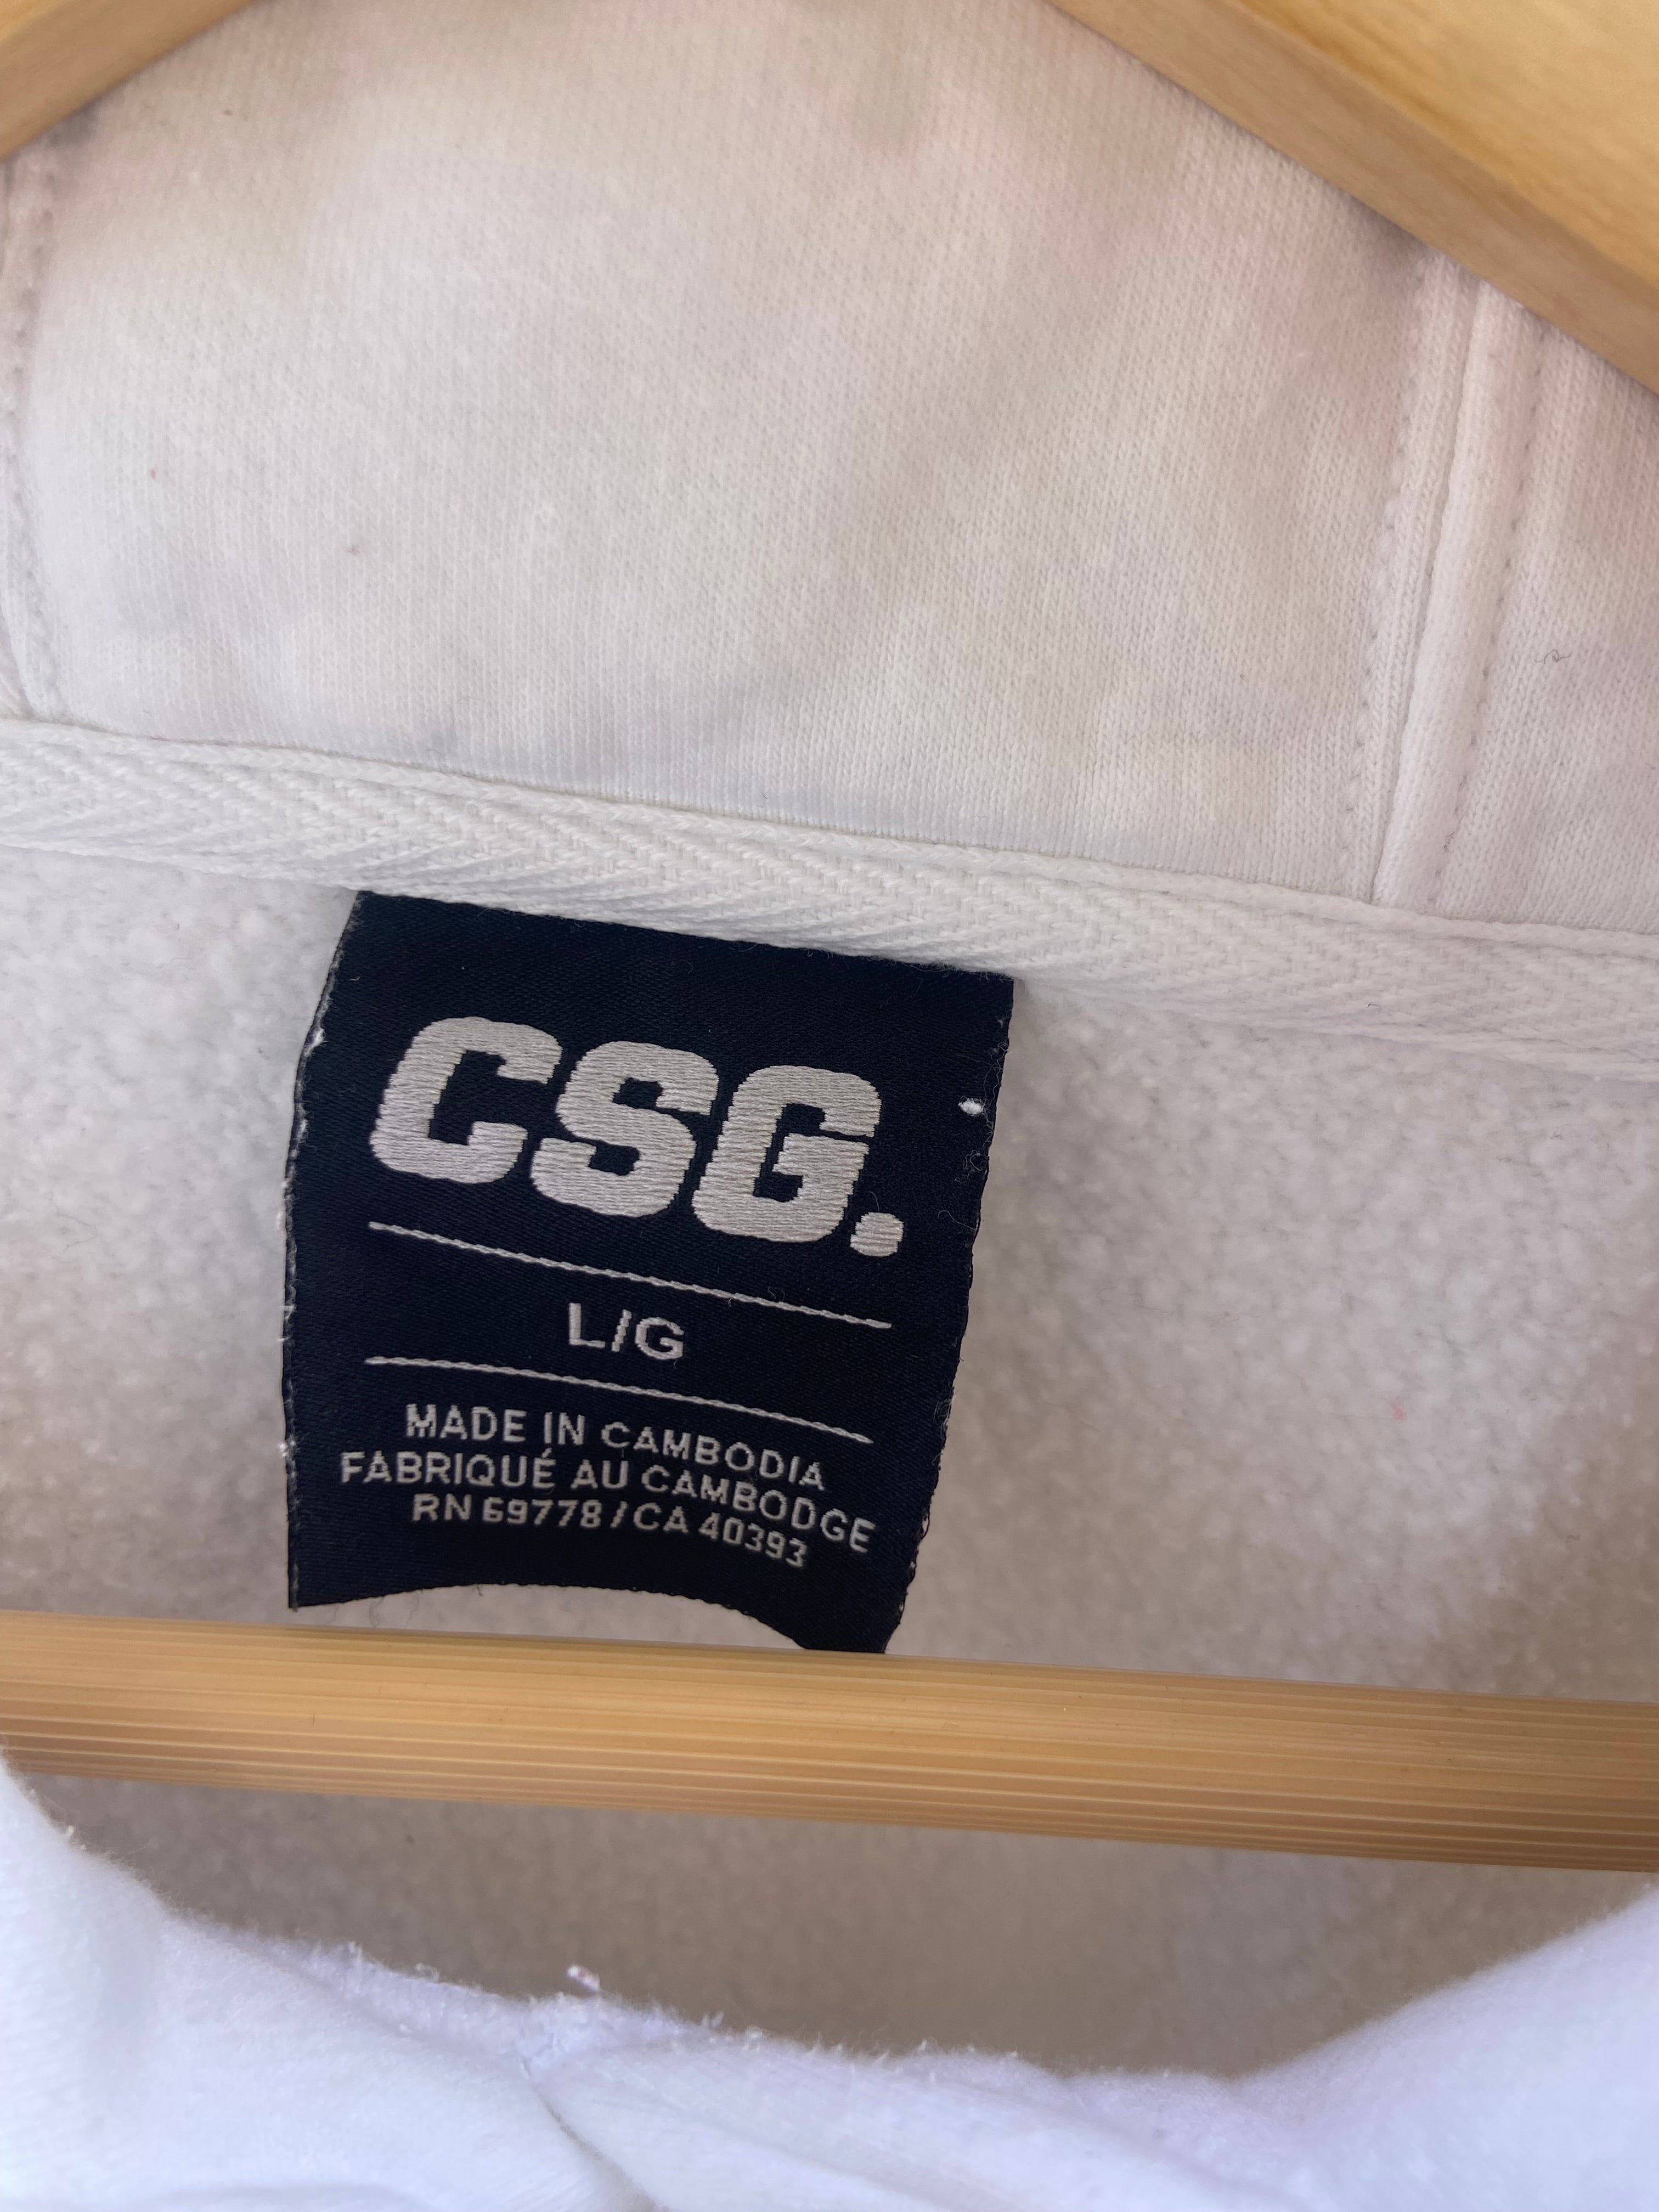 CSG.
L/G
MADE IN CAMBODIA
FABRIQUÉ AU CAMBODGE
RN 69778 / CA 40393